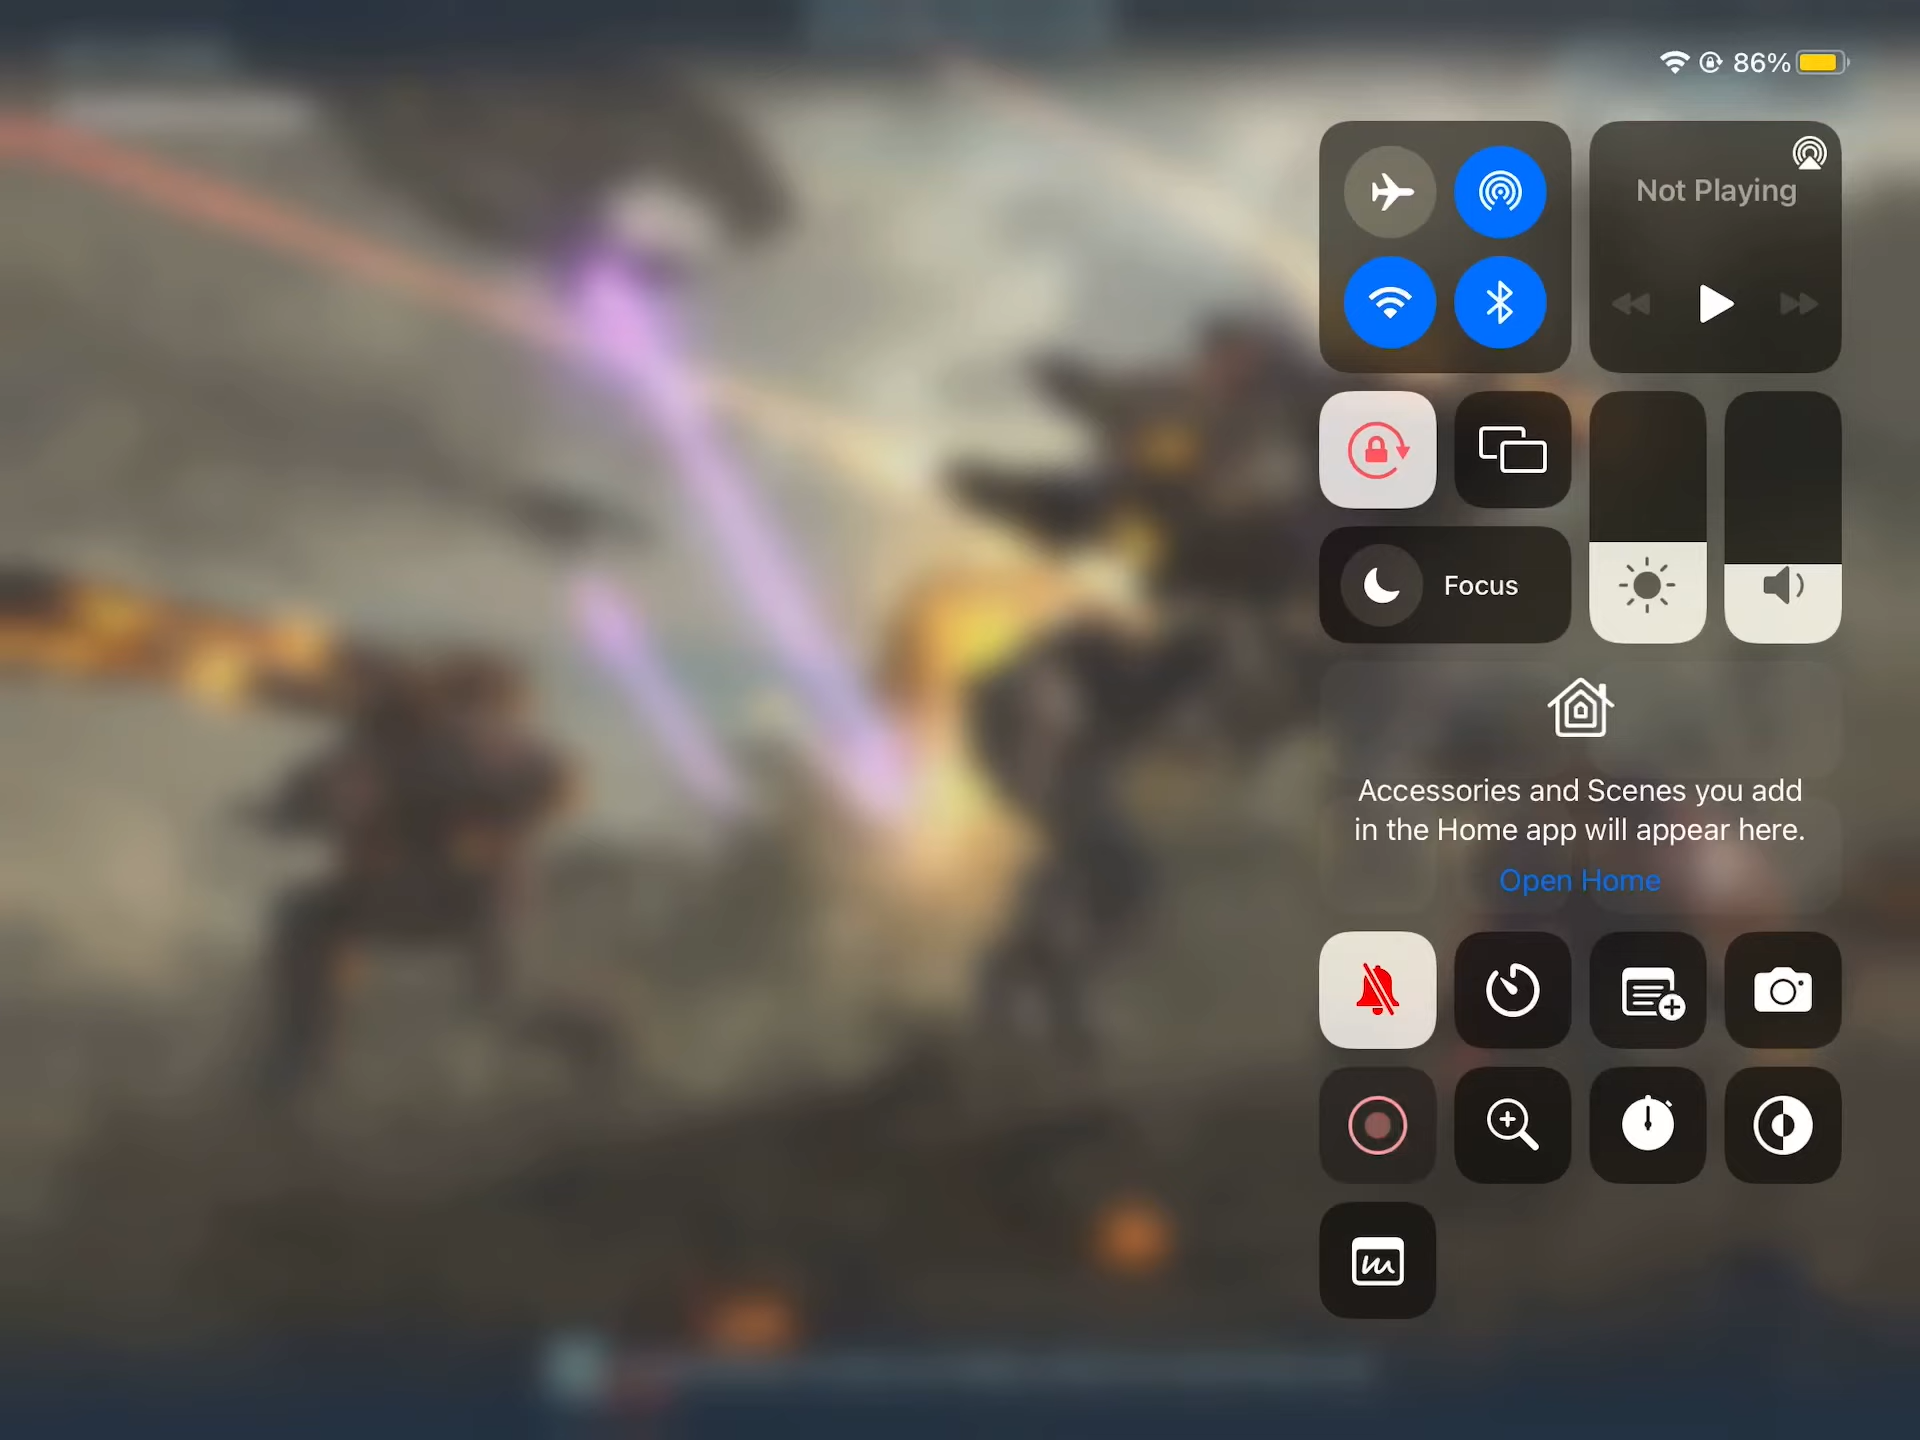 86%
Not Playing
Focus
Accessories and Scenes you add
in the Home app will appear here.
Open Home